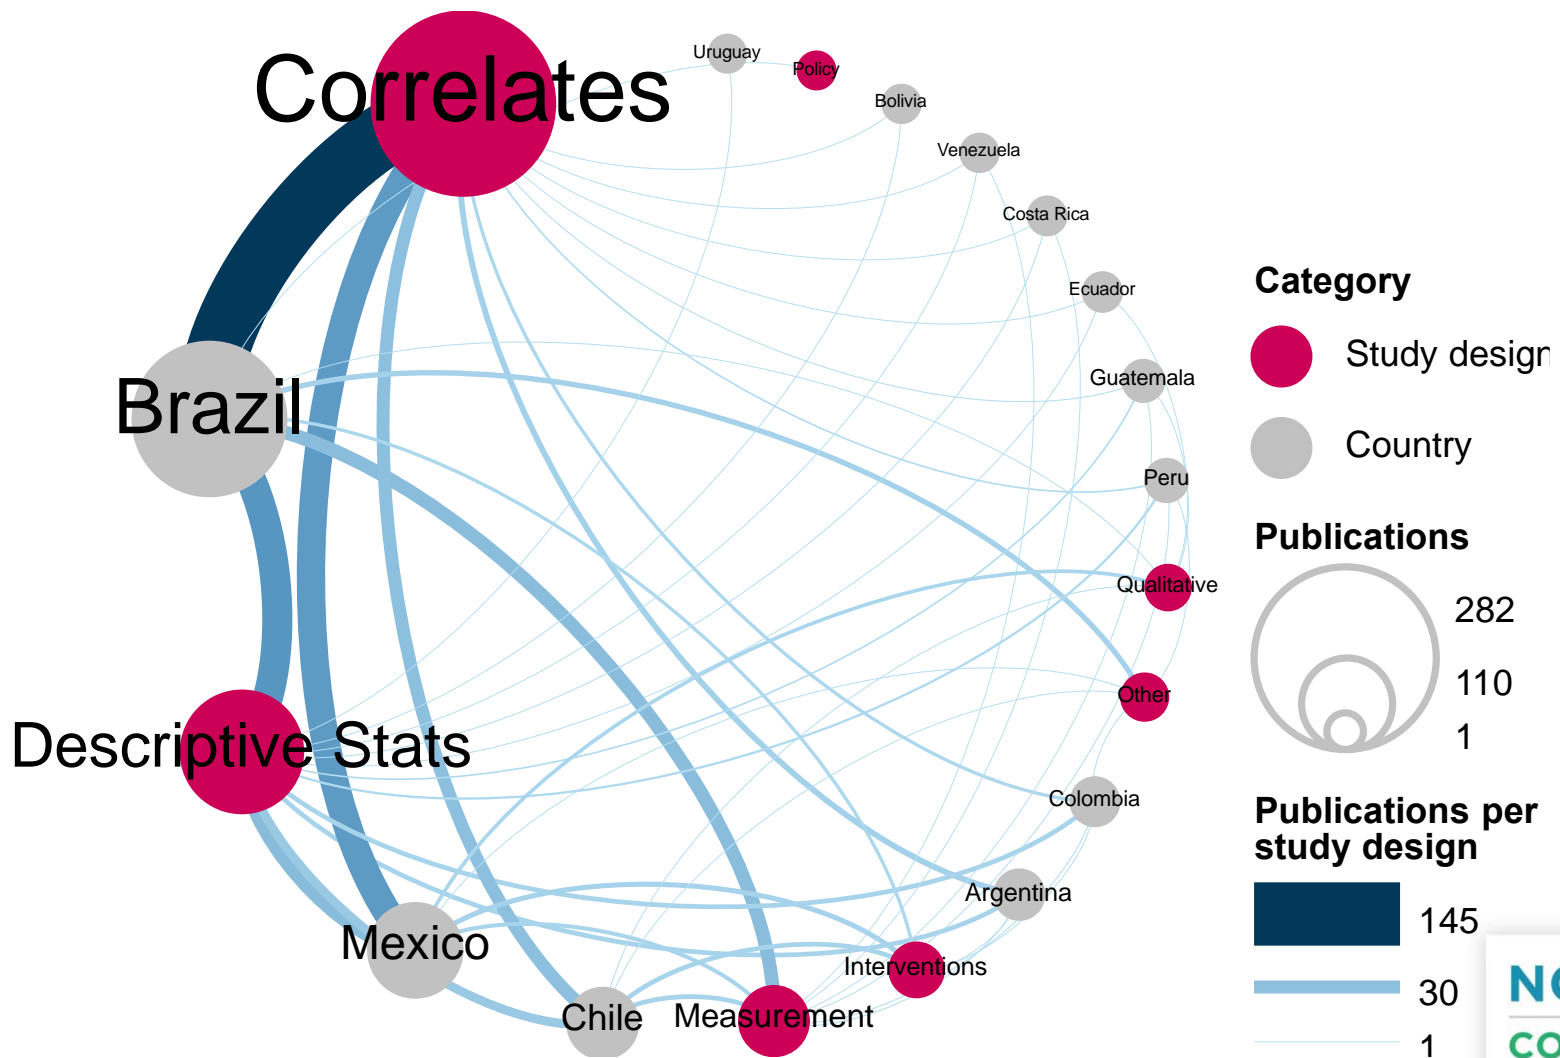 Correlates
Uruguay
Policy
Bolivia
Venezuela
Costa Rica
Ecuador
Guatemala
Peru
Qualitative
Other
Colombia
Argentina
Interventions
Measurement
Chile
Mexico
Descriptive Stats
Brazil
Category
Study design
Country
Publications
282
110
1
Publications per
study design
145
30
1